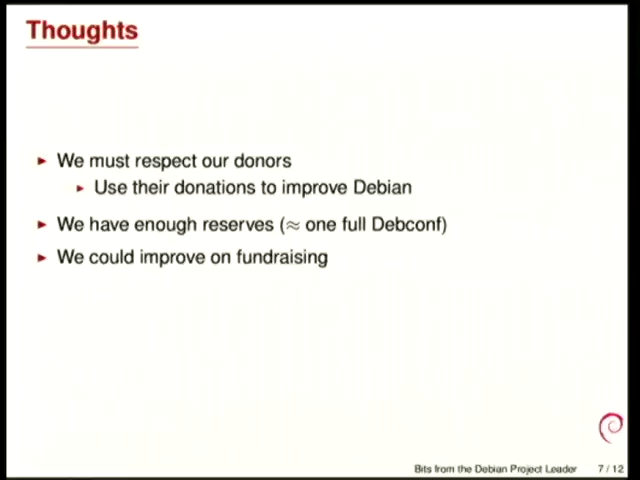 Thoughts
► We must respect our donors
► Use their donations to improve Debian
► We have enough reserves (≈ one full Debconf)
► We could improve on fundraising
Bits from the Debian Project Leader 7 / 12